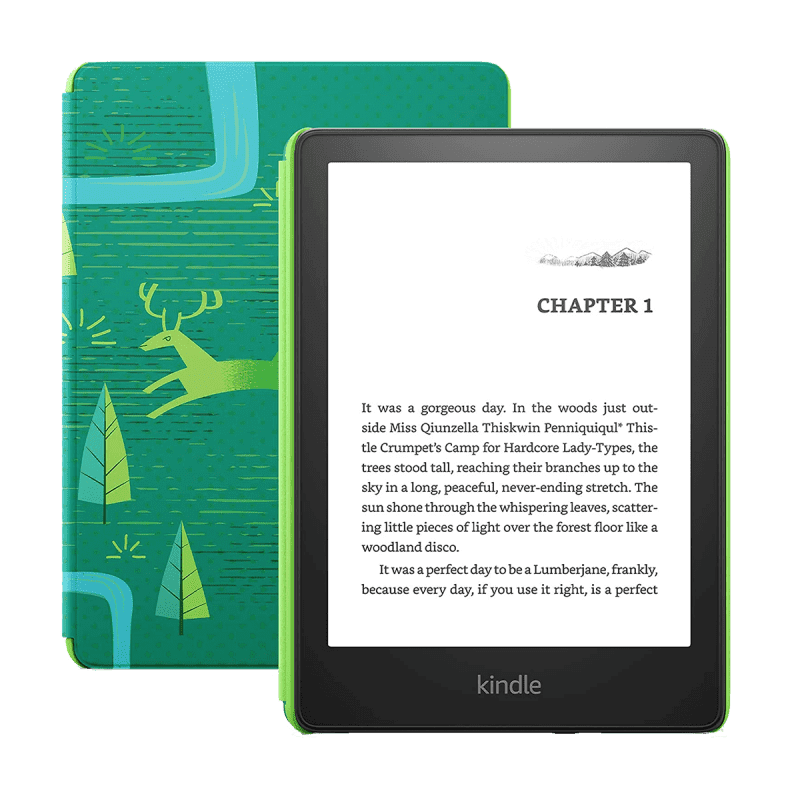 CHAPTER 1
It was a gorgeous day. In the woods just out-
side Miss Qiunzella Thiskwin Penniquiqul* This-
tle Crumpet's Camp for Hardcore Lady-Types, the
trees stood tall, reaching their branches up to the
sky in a long, peaceful, never-ending stretch. The
sun shone through the whispering leaves, scatter-
ing little pieces of light over the forest floor like a
woodland disco.
It was a perfect day to be a Lumberjane, frankly,
because every day, if you use it right, is a perfect
kindle